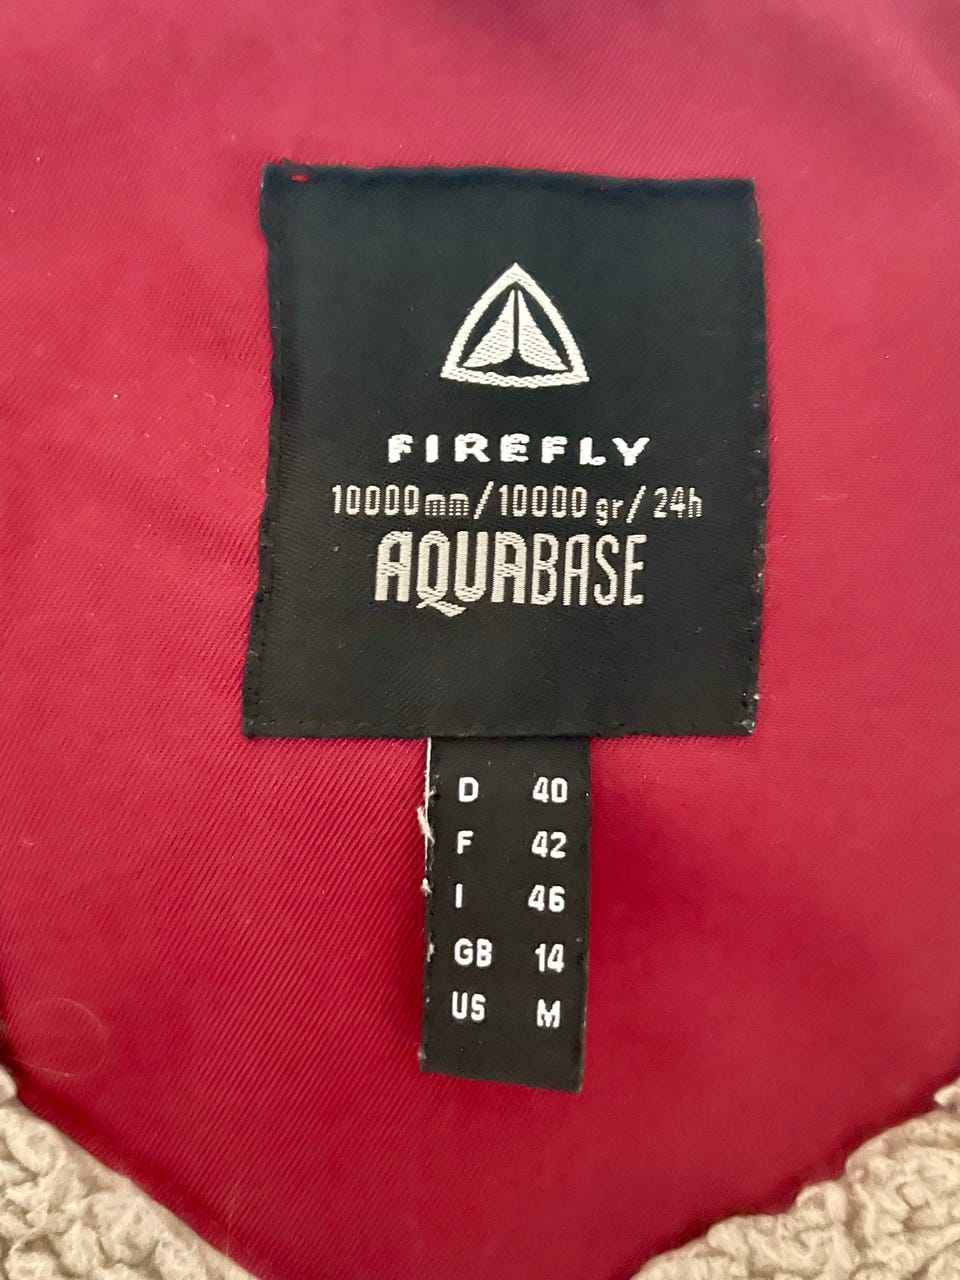 FIREFLY
10000mm/10000gr/24h
AQUABASE
D 40
F 42
I 46
GB 14
US M